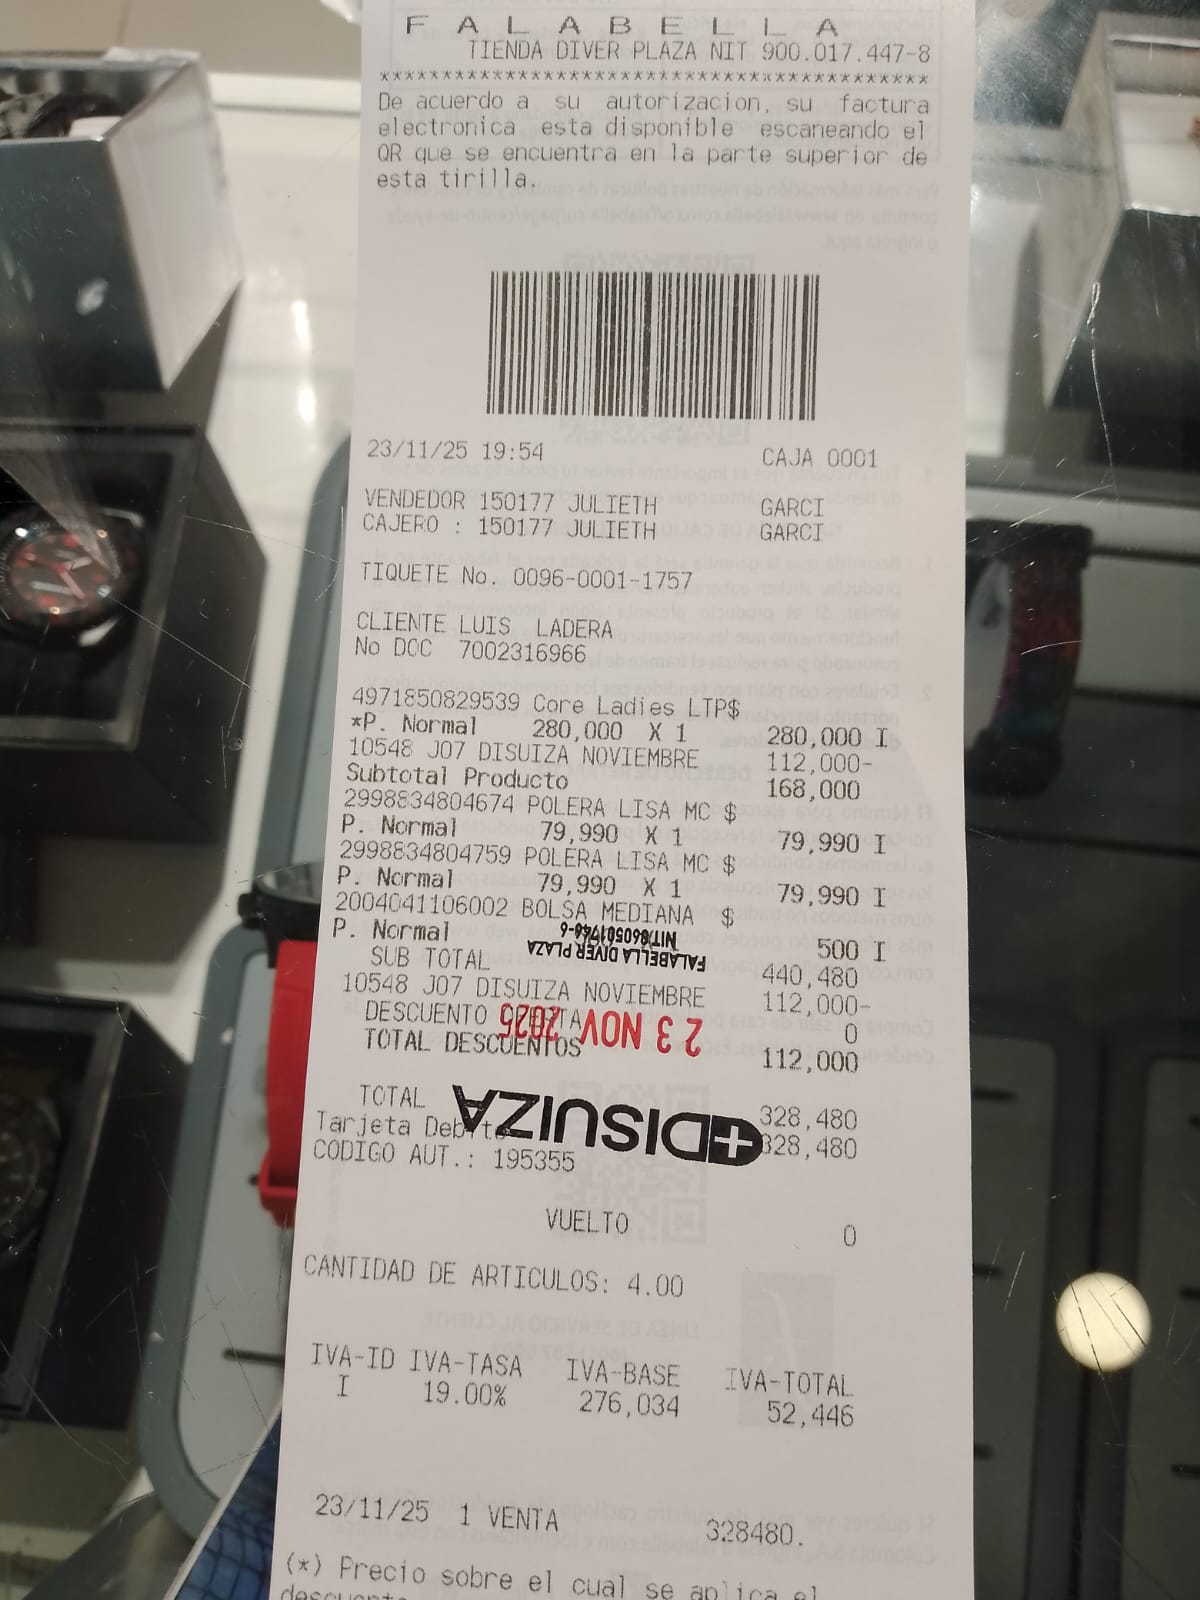 F A L A B E L L A
TIENDA DIVER PLAZA NIT 900.017.447-8
*******************************************
De acuerdo a su autorizacion, su factura
electronica esta disponible escaneando el
QR que se encuentra en la parte superior de
esta tirilla.
23/11/25 19:54 CAJA 0001
VENDEDOR 150177 JULIETH GARCI
CAJERO : 150177 JULIETH GARCI
TIQUETE No. 0096-0001-1757
CLIENTE LUIS LADERA
No DOC 7002316966
4971850829539 Core Ladies LTP$
*P. Normal 280,000 X 1 280,000 I
10548 J07 DISUIZA NOVIEMBRE 112,000-
Subtotal Producto 168,000
2998834804674 POLERA LISA MC $
P. Normal 79,990 X 1 79,990 I
2998834804759 POLERA LISA MC $
P. Normal 79,990 X 1 79,990 I
2004041106002 BOLSA MEDIANA $
P. Normal 500 I
SUB TOTAL 440,480
10548 J07 DISUIZA NOVIEMBRE 112,000-
DESCUENTO OFERTA 0
TOTAL DESCUENTOS 112,000
FALABELLA DIVER PLAZA
23 NOV 2025
DISUIZA
TOTAL 328,480
Tarjeta Debito 328,480
CODIGO AUT.: 195355
VUELTO 0
CANTIDAD DE ARTICULOS: 4.00
IVA-ID IVA-TASA IVA-BASE IVA-TOTAL
I 19.00% 276,034 52,446
23/11/25 1 VENTA 328480.
(*) Precio sobre el cual se aplica el